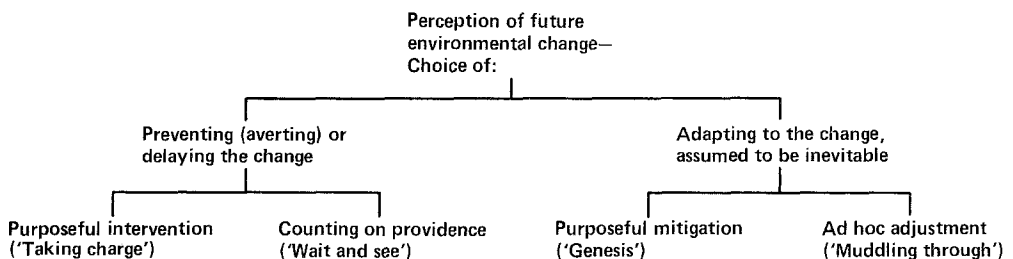 Perception of future
environmental change—
Choice of:
Preventing (averting) or
delaying the change
Adapting to the change,
assumed to be inevitable
Purposeful intervention
('Taking charge')
Counting on providence
('Wait and see')
Purposeful mitigation
('Genesis')
Ad hoc adjustment
('Muddling through')